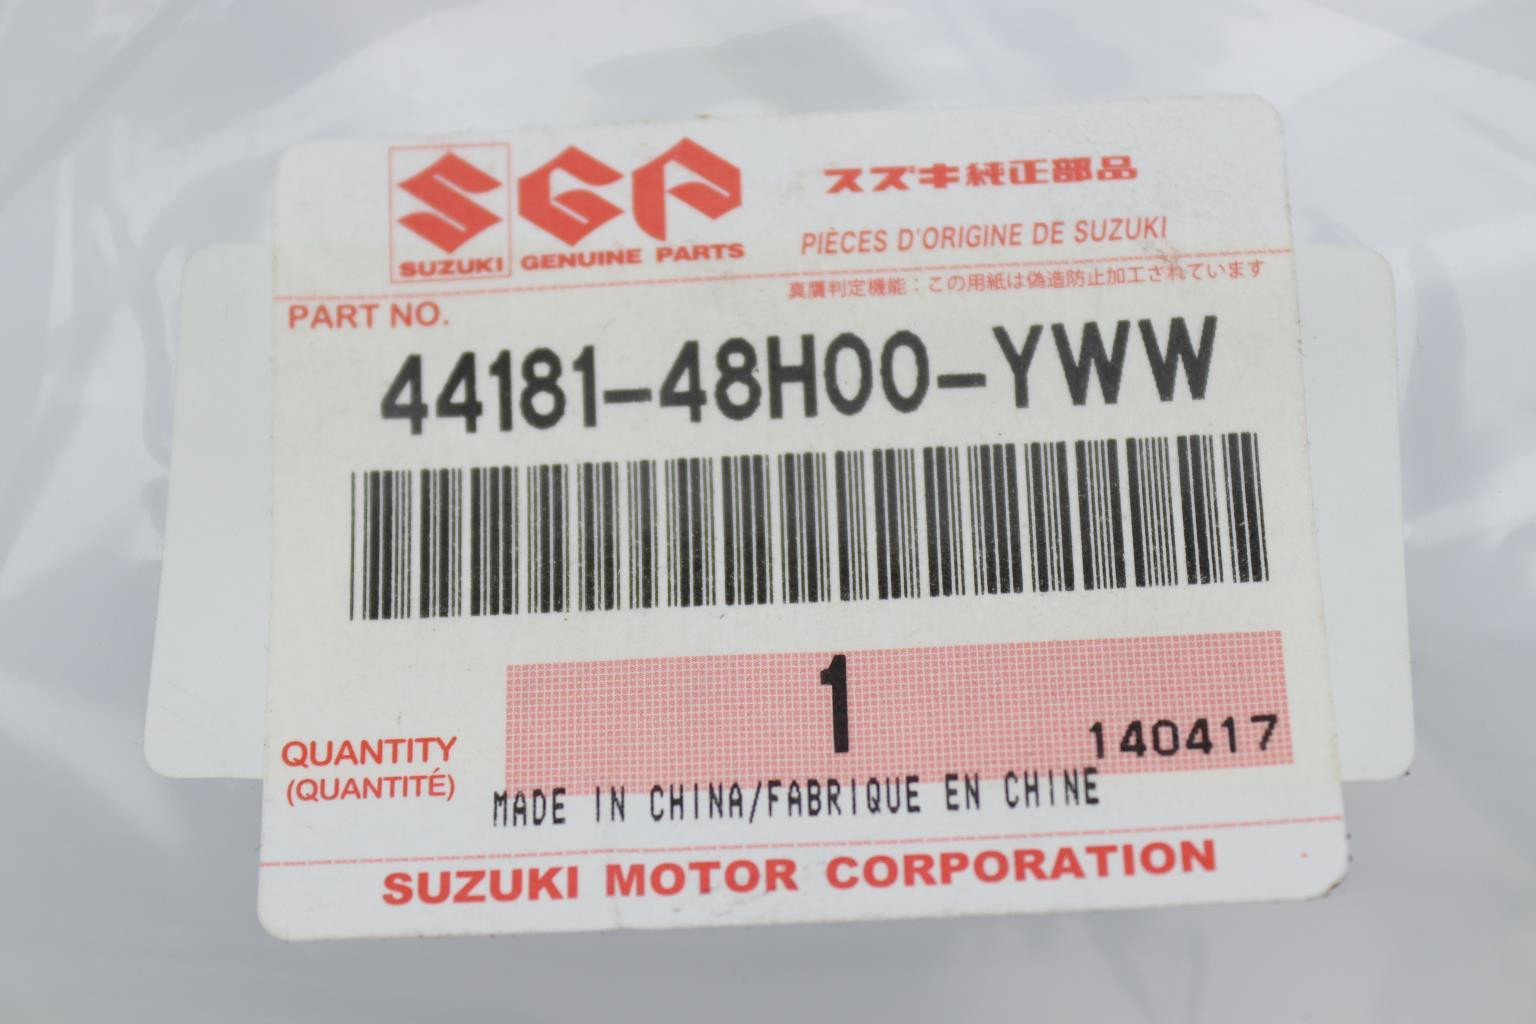 SGP
SUZUKI GENUINE PARTS
スズキ純正部品
PIÈCES D'ORIGINE DE SUZUKI
真贋判定機能：この用紙は偽造防止加工されています
PART NO.
44181-48H00-YWW
1
140417
QUANTITY
(QUANTITÉ)
MADE IN CHINA/FABRIQUE EN CHINE
SUZUKI MOTOR CORPORATION